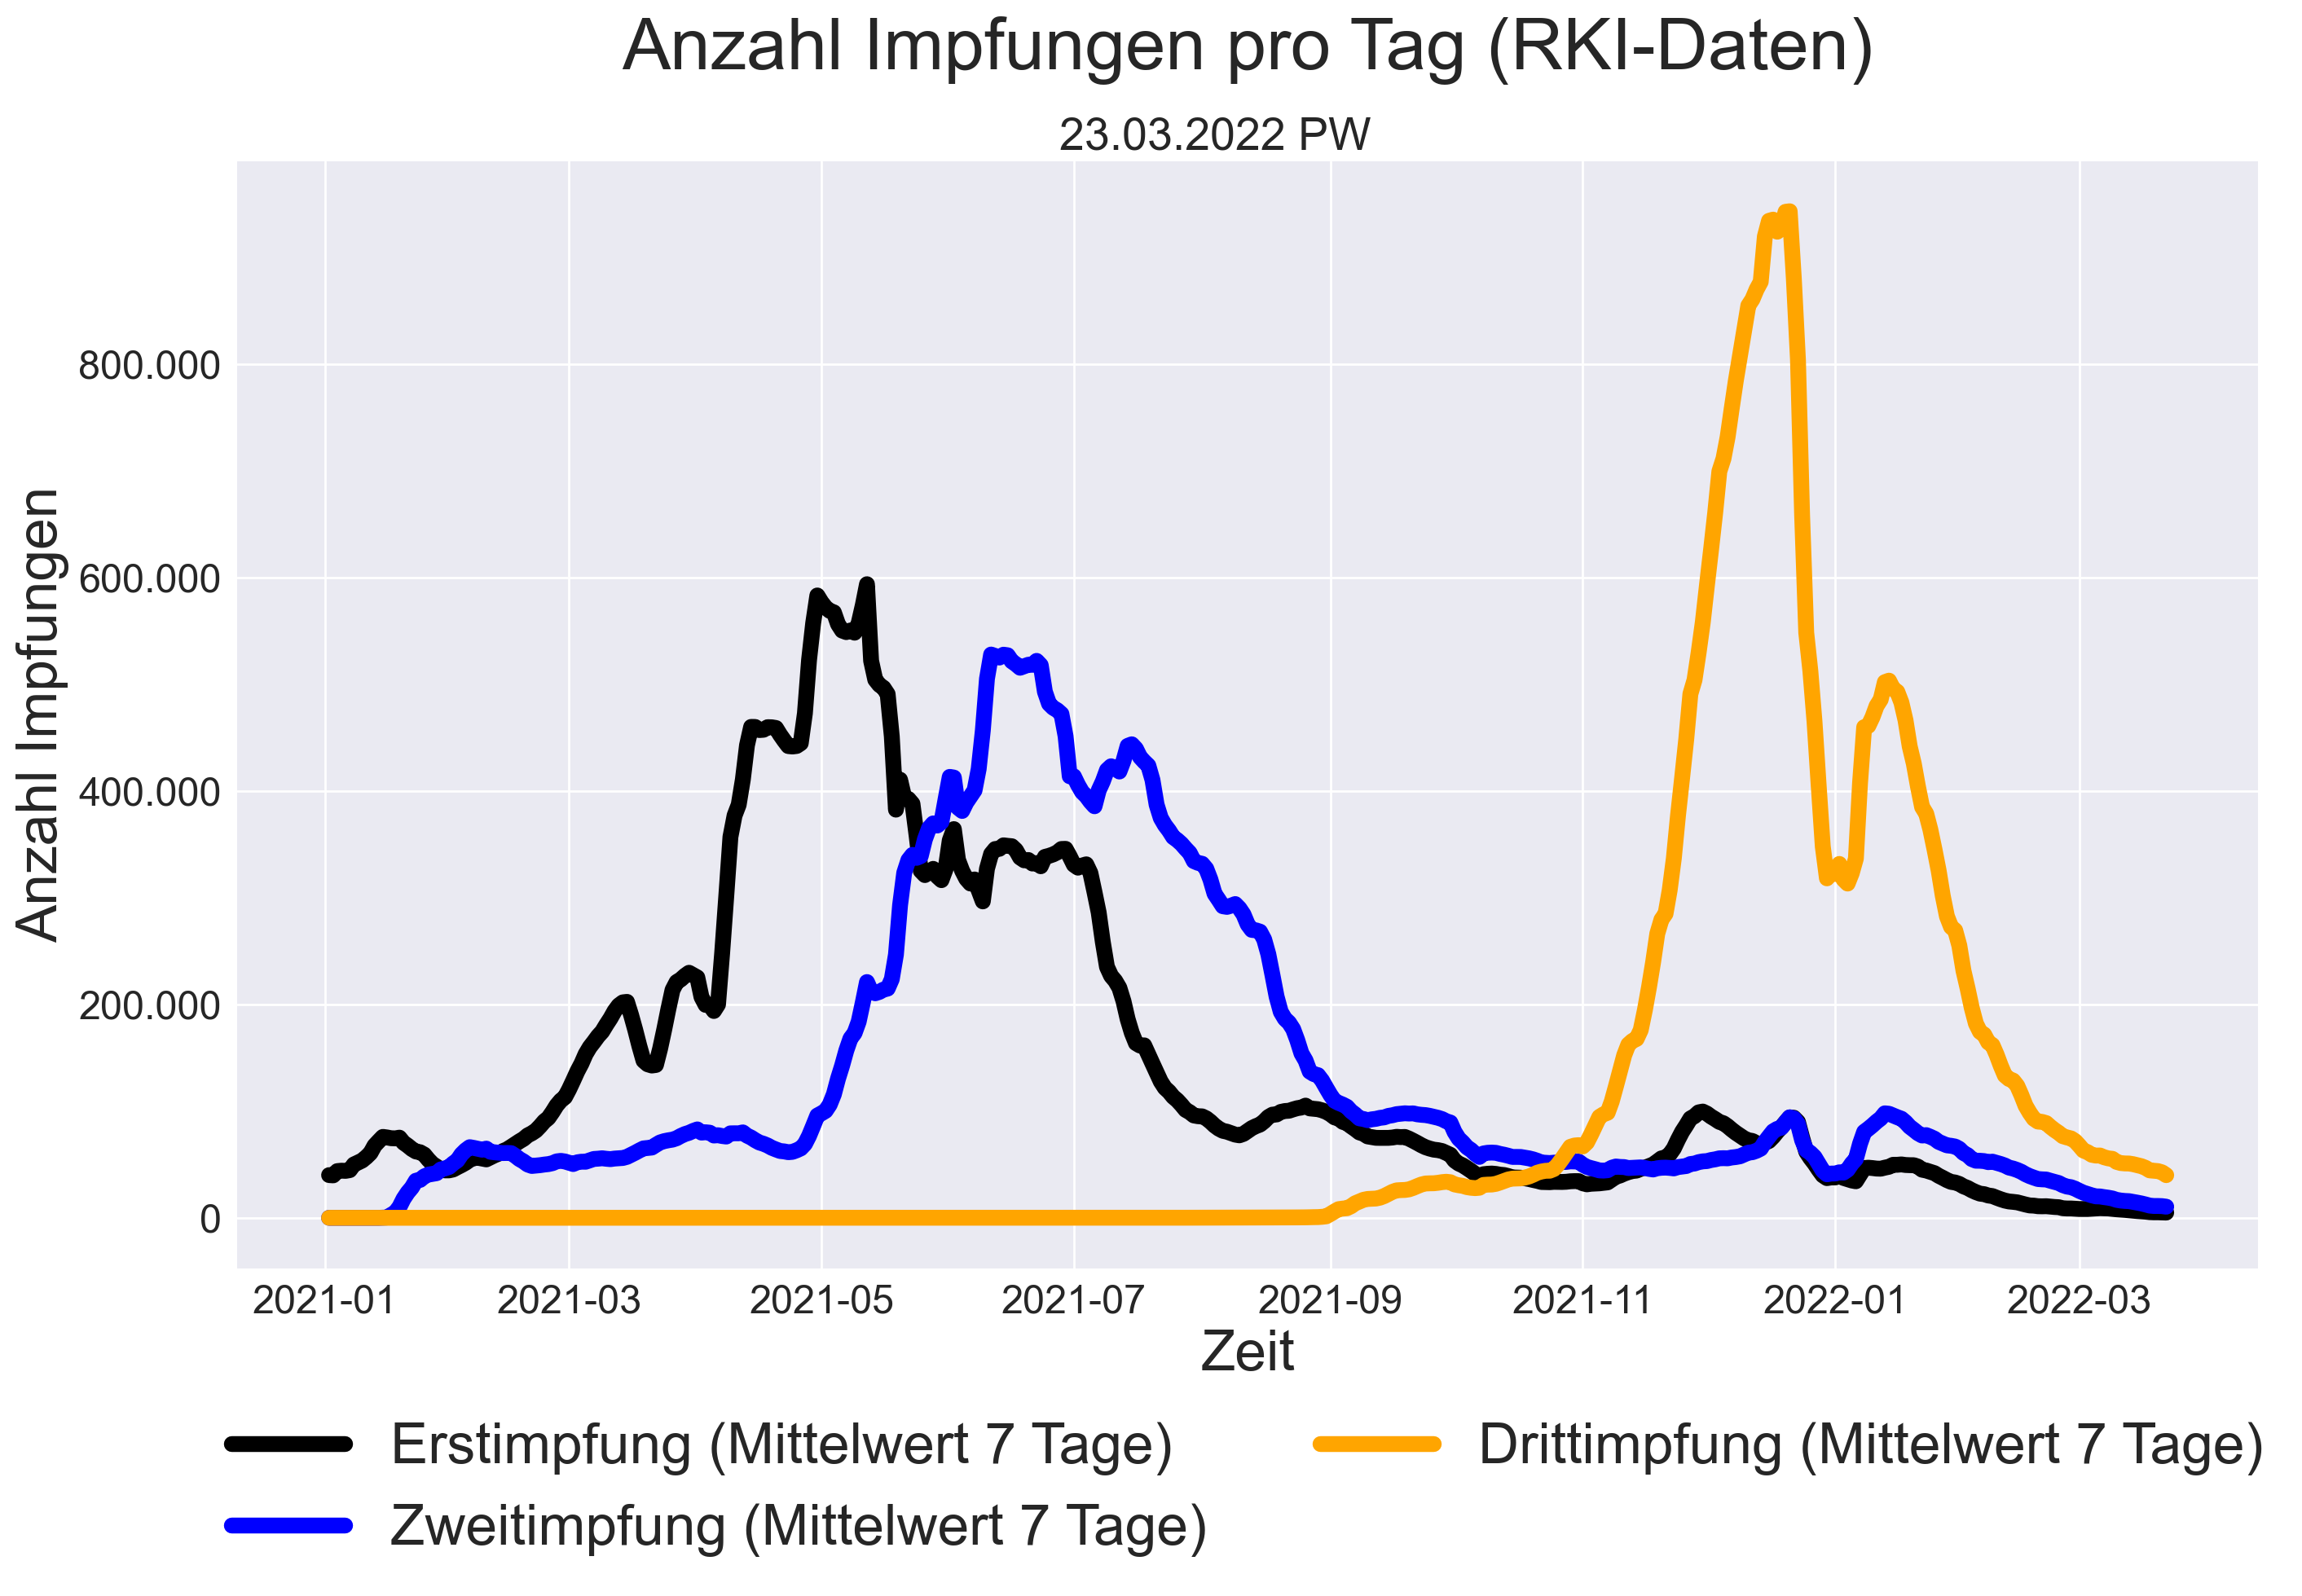 Anzahl Impfungen pro Tag (RKI-Daten)
23.03.2022 PW
Anzahl Impfungen
800.000
600.000
400.000
200.000
0
2021-01 2021-03 2021-05 2021-07 2021-09 2021-11 2022-01 2022-03
Zeit
Erstimpfung (Mittelwert 7 Tage) Drittimpfung (Mittelwert 7 Tage)
Zweitimpfung (Mittelwert 7 Tage)